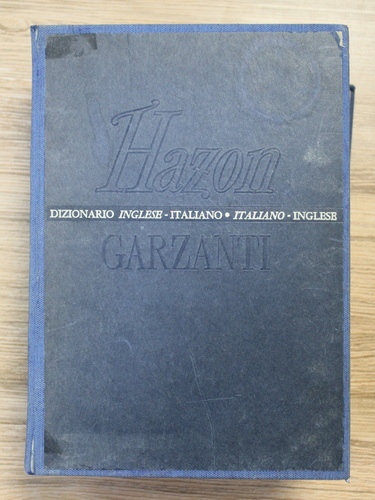 Hazon
DIZIONARIO INGLESE - ITALIANO • ITALIANO - INGLESE
GARZANTI